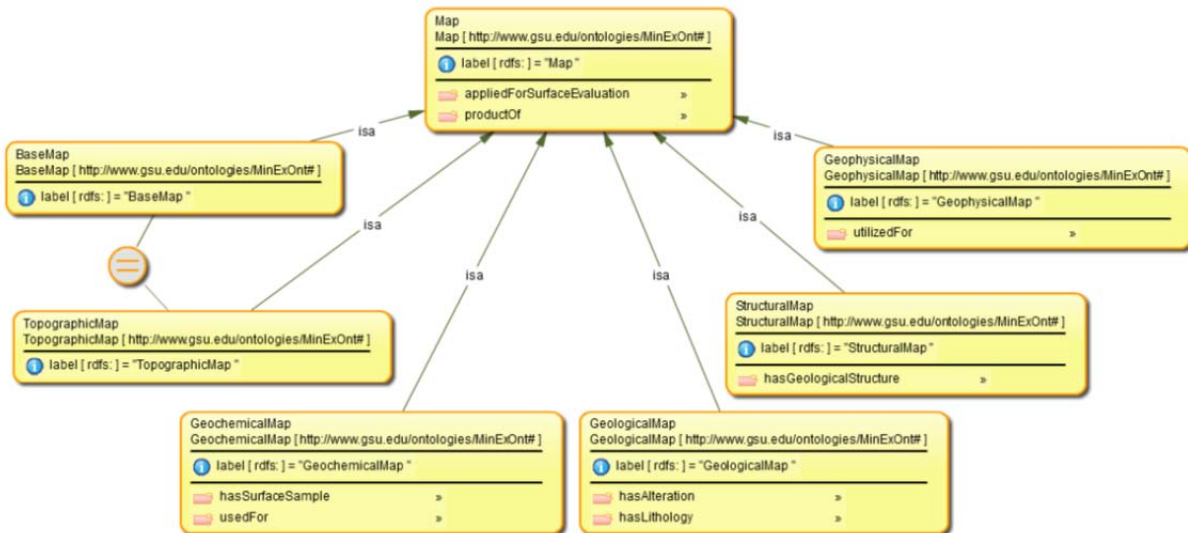 Map
Map [ http://www.gsu.edu/ontologies/MinExOnt# ]
label [ rdfs: ] = "Map "
appliedForSurfaceEvaluation »
productOf »
isa
isa
BaseMap
BaseMap [ http://www.gsu.edu/ontologies/MinExOnt# ]
label [ rdfs: ] = "BaseMap "
GeophysicalMap
GeophysicalMap [ http://www.gsu.edu/ontologies/MinExOnt# ]
label [ rdfs: ] = "GeophysicalMap "
utilizedFor »
isa
isa
isa
isa
TopographicMap
TopographicMap [ http://www.gsu.edu/ontologies/MinExOnt# ]
label [ rdfs: ] = "TopographicMap "
StructuralMap
StructuralMap [ http://www.gsu.edu/ontologies/MinExOnt# ]
label [ rdfs: ] = "StructuralMap "
hasGeologicalStructure »
GeochemicalMap
GeochemicalMap [ http://www.gsu.edu/ontologies/MinExOnt# ]
label [ rdfs: ] = "GeochemicalMap "
hasSurfaceSample »
usedFor »
GeologicalMap
GeologicalMap [ http://www.gsu.edu/ontologies/MinExOnt# ]
label [ rdfs: ] = "GeologicalMap "
hasAlteration »
hasLithology »